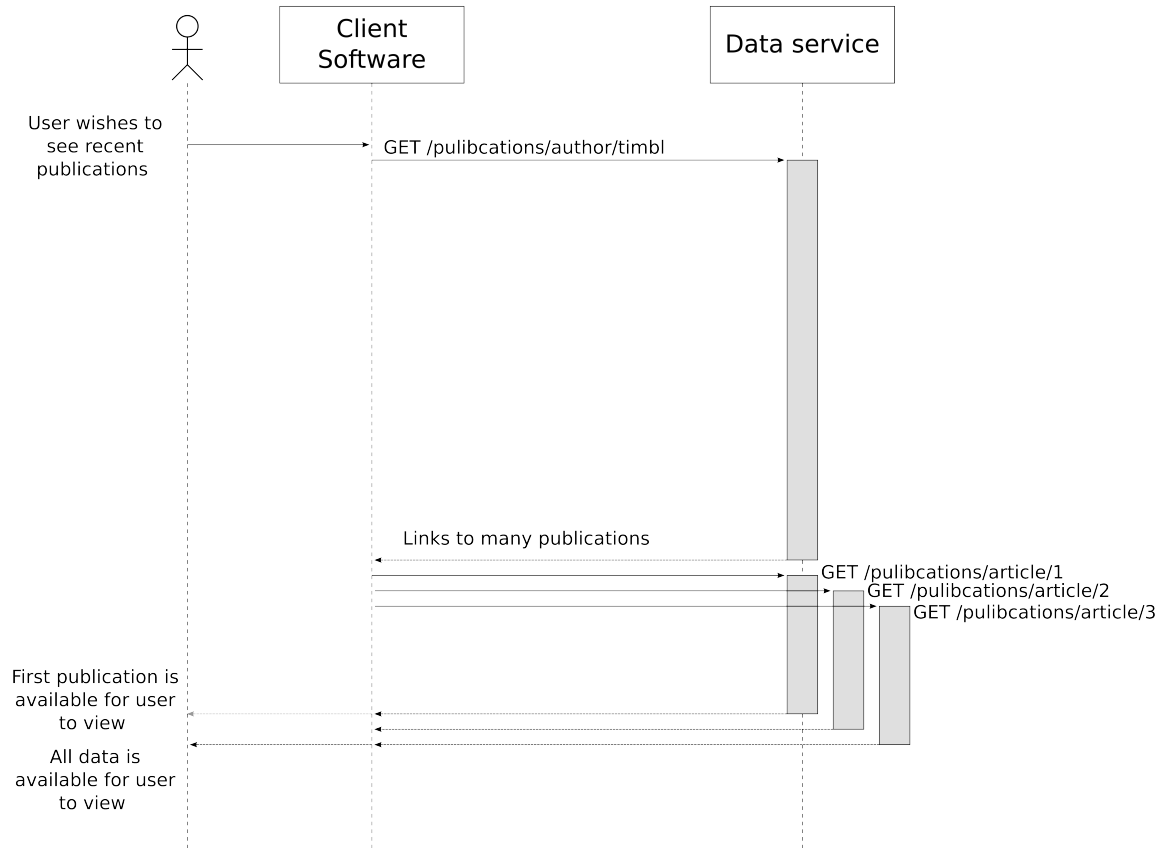 Client
Software
Data service
User wishes to
see recent
publications
GET /pulibcations/author/timbl
Links to many publications
GET /pulibcations/article/1
GET /pulibcations/article/2
GET /pulibcations/article/3
First publication is
available for user
to view
All data is
available for user
to view